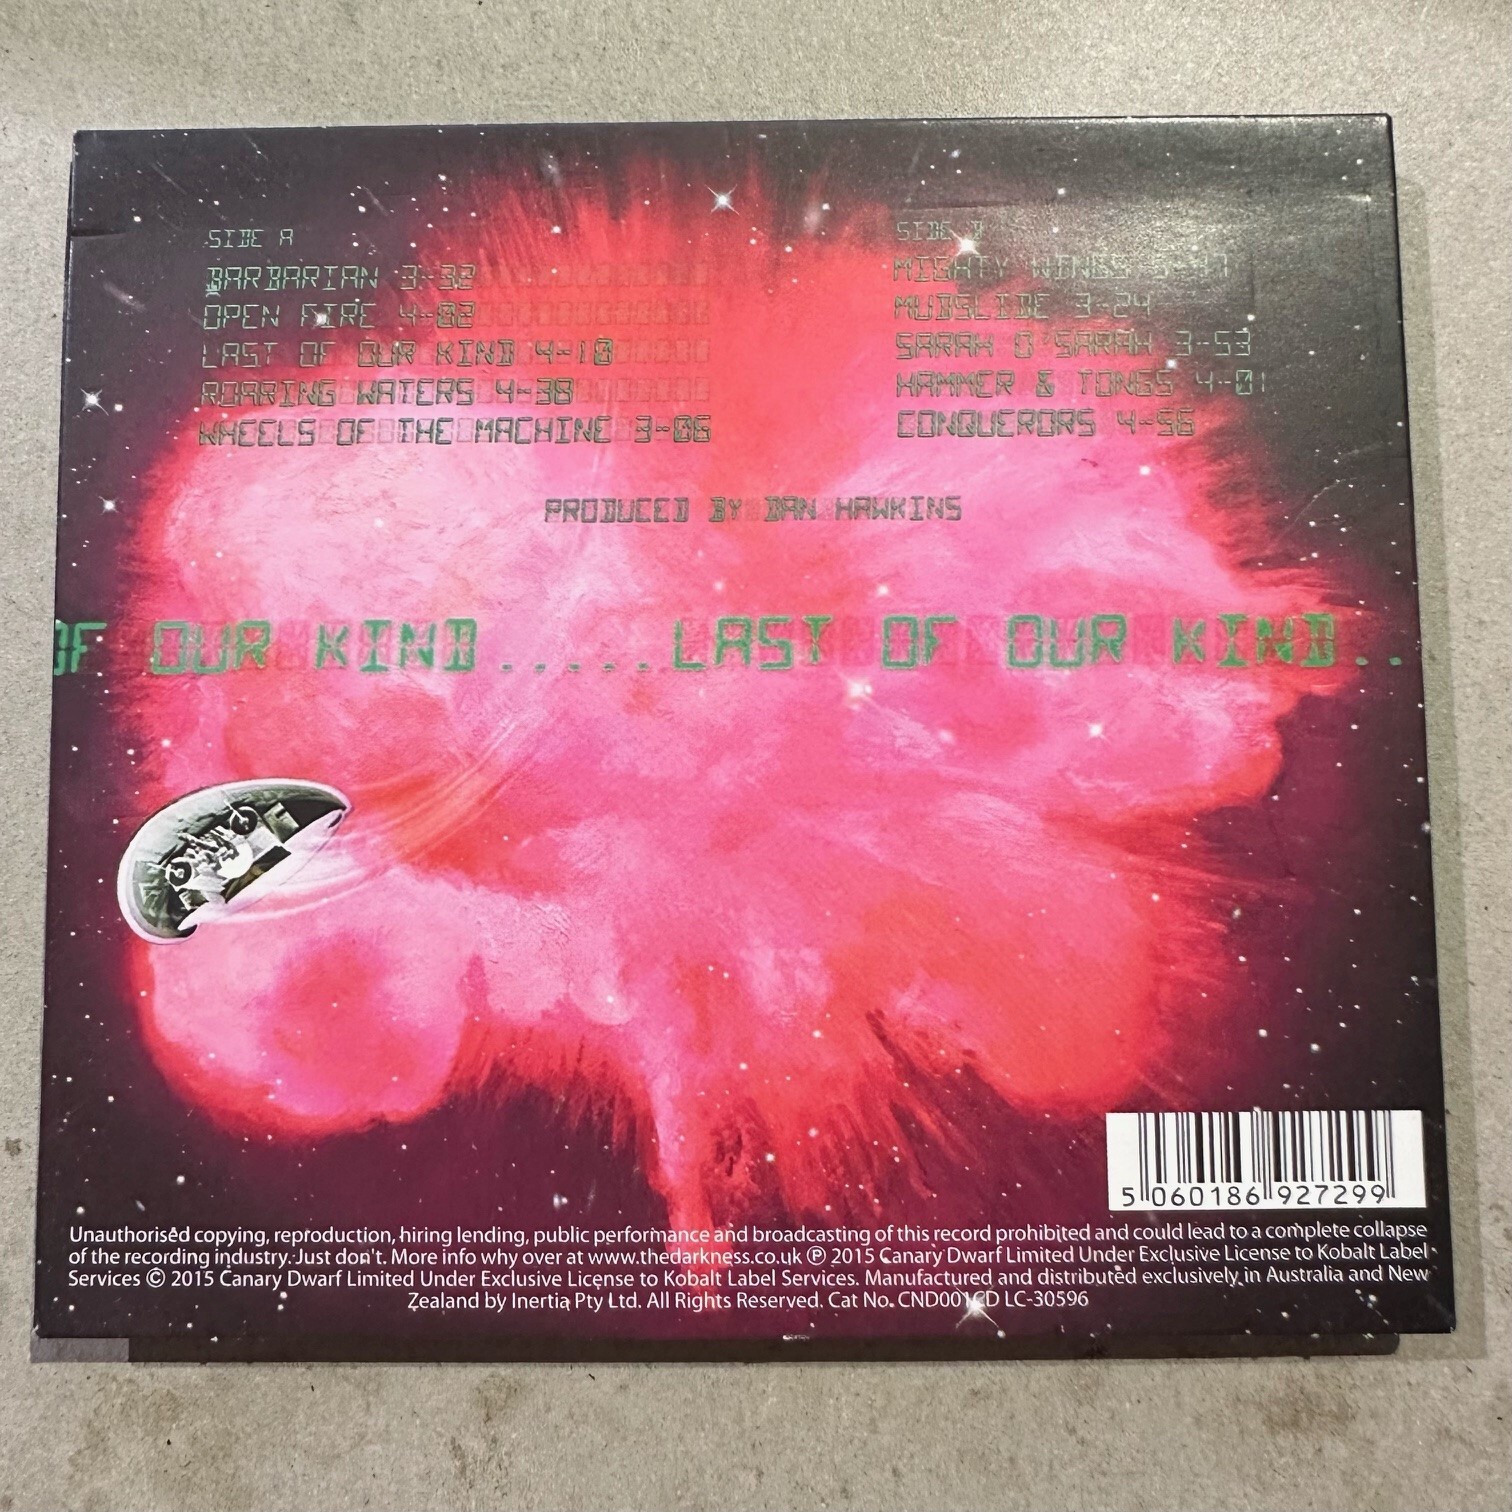 SIDE A
BARBARIAN 3-32
OPEN FIRE 4-02
LAST OF OUR KIND 4-10
ROARING WATERS 4-38
WHEELS OF THE MACHINE 3-06
SIDE B
MIGHTY WINGS
MUDSLIDE 3-24
SARAH O'SARAH 3-53
HAMMER & TONGS 4-01
CONQUERORS 4-56
PRODUCED BY DAN HAWKINS
OF OUR KIND.....LAST OF OUR KIND..
5 060186 927299
Unauthorised copying, reproduction, hiring lending, public performance and broadcasting of this record prohibited and could lead to a complete collapse
of the recording industry. Just don't. More info why over at www.thedarkness.co.uk ℗ 2015 Canary Dwarf Limited Under Exclusive License to Kobalt Label
Services © 2015 Canary Dwarf Limited Under Exclusive License to Kobalt Label Services. Manufactured and distributed exclusively in Australia and New
Zealand by Inertia Pty Ltd. All Rights Reserved. Cat No. CND001CD LC-30596